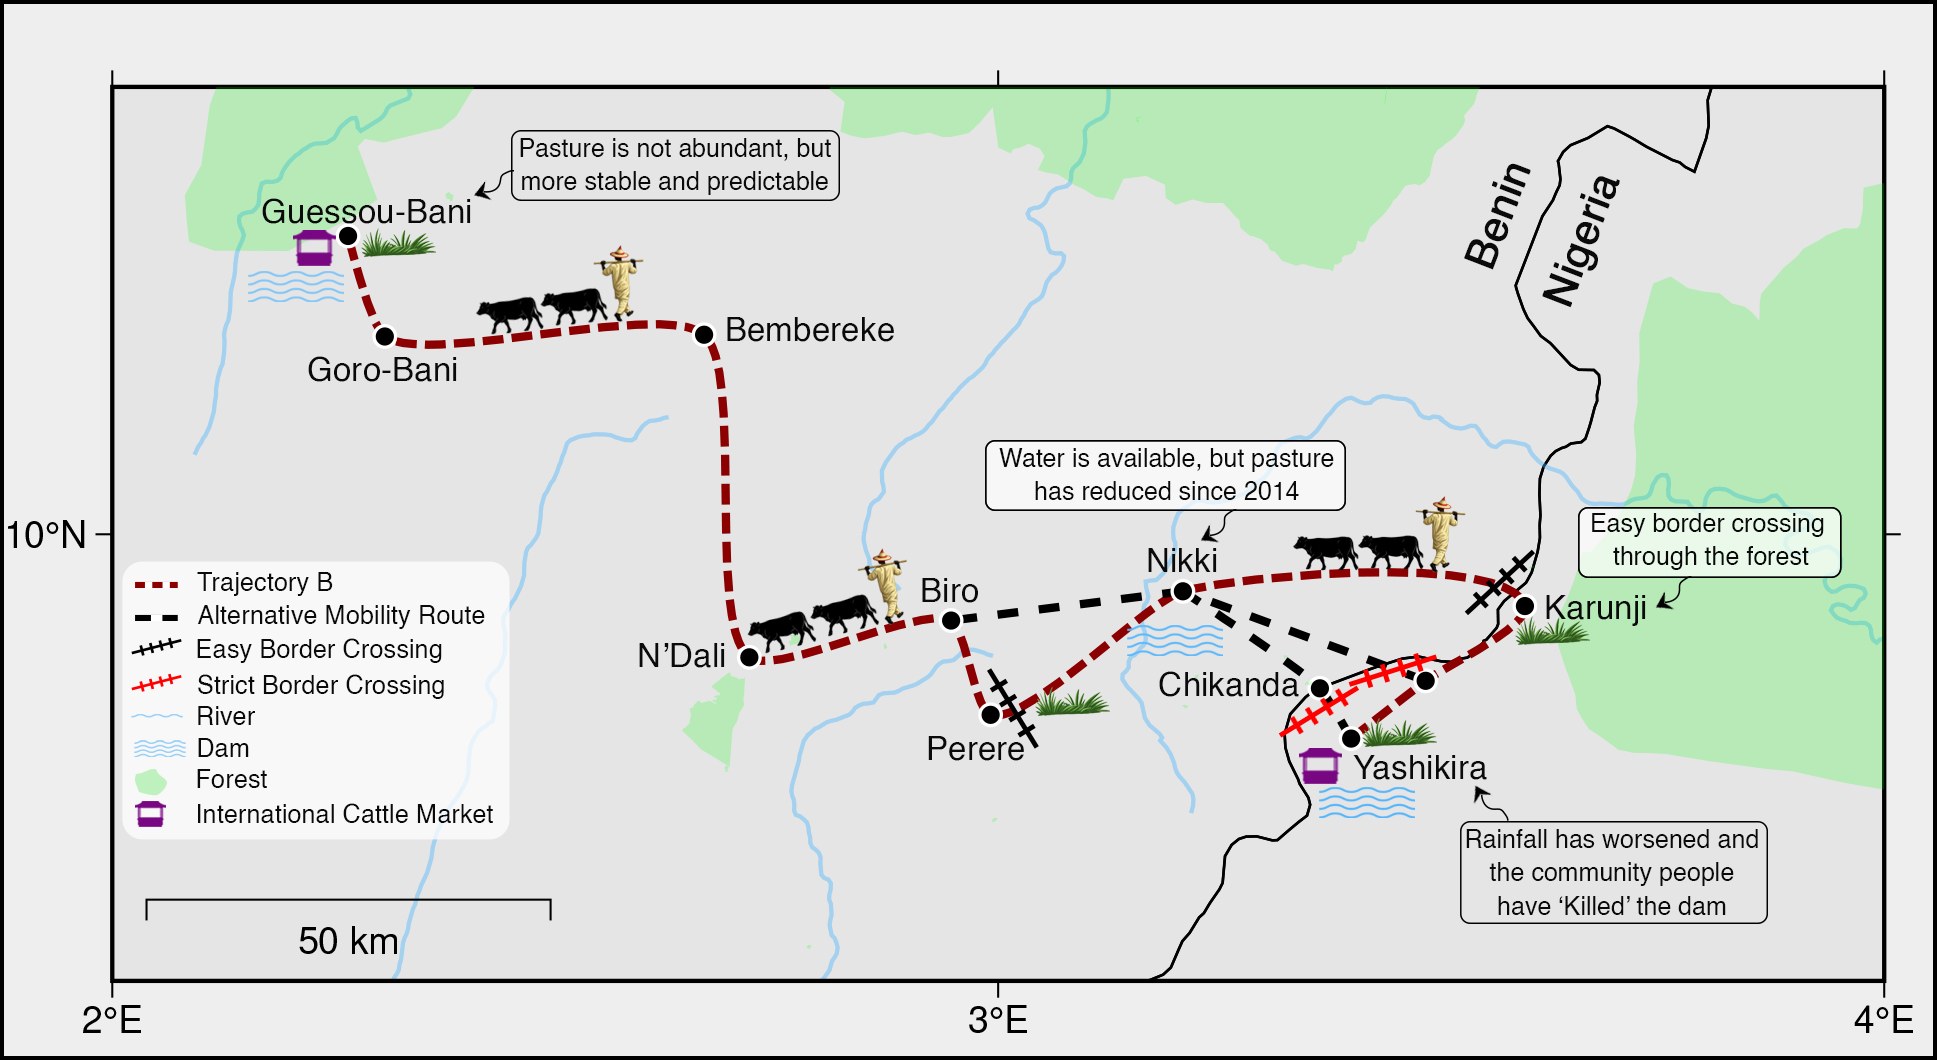 Pasture is not abundant, but
more stable and predictable
Guessou-Bani
Benin
Nigeria
Goro-Bani
Bembereke
Water is available, but pasture
has reduced since 2014
10°N
Easy border crossing
through the forest
Nikki
Biro
Karunji
N’Dali
Chikanda
Perere
Yashikira
Trajectory B
Alternative Mobility Route
Easy Border Crossing
Strict Border Crossing
River
Dam
Forest
International Cattle Market
Rainfall has worsened and
the community people
have ‘Killed’ the dam
50 km
2°E
3°E
4°E